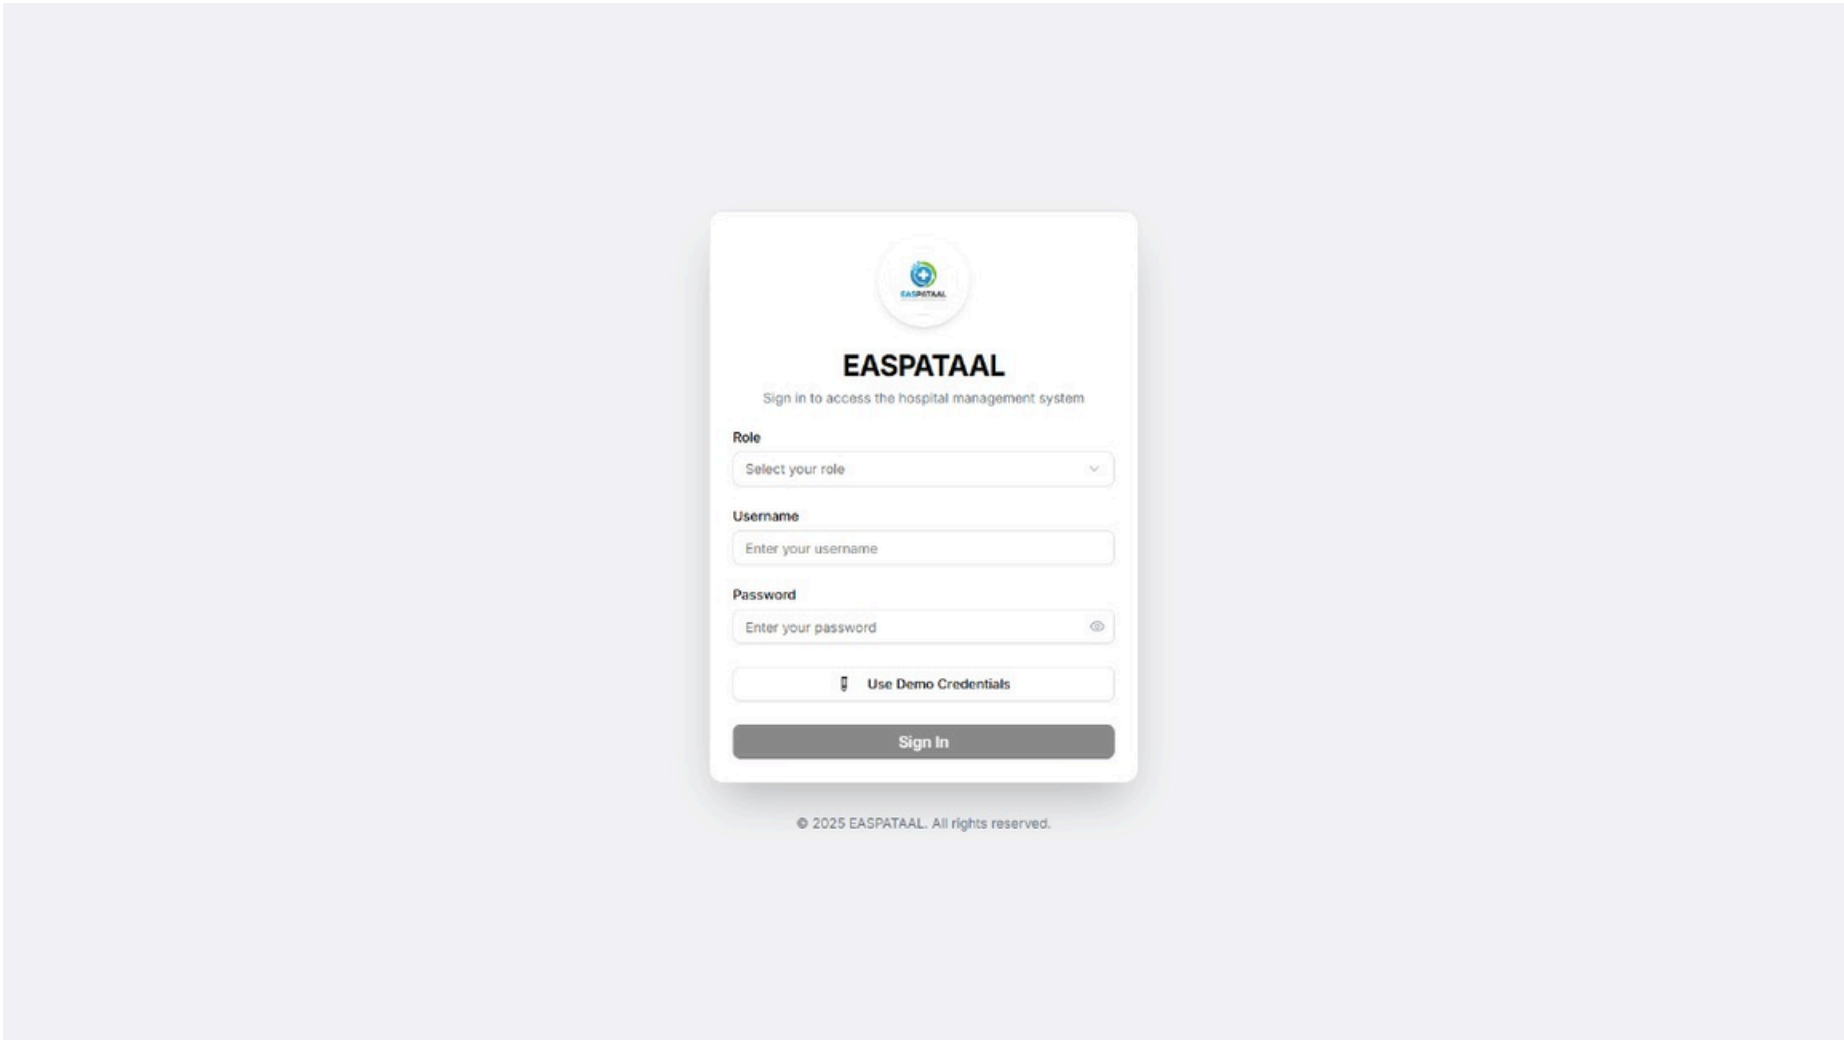 EASPATAAL
EASPATAAL
Sign in to access the hospital management system
Role
Select your role
Username
Enter your username
Password
Enter your password
Use Demo Credentials
Sign In
© 2025 EASPATAAL. All rights reserved.